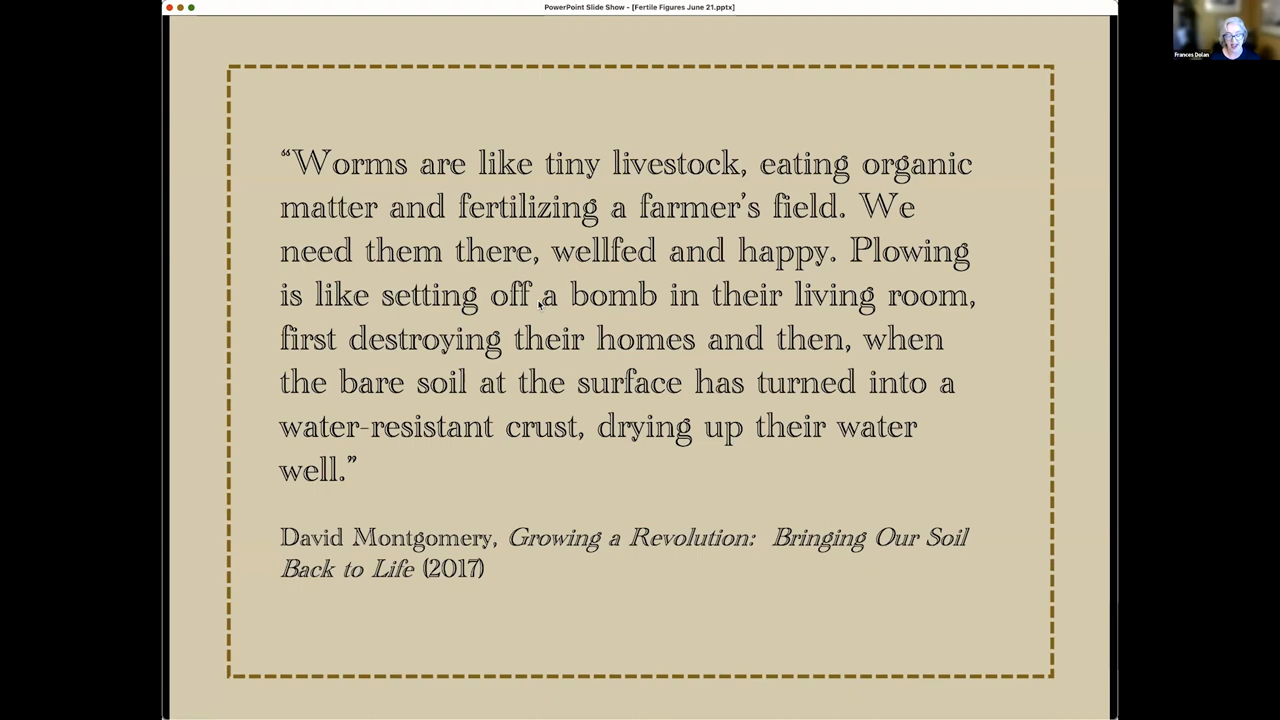 PowerPoint Slide Show - [Fertile Figures June 21.pptx]
Frances Dolan
“Worms are like tiny livestock, eating organic
matter and fertilizing a farmer’s field. We
need them there, wellfed and happy. Plowing
is like setting off a bomb in their living room,
first destroying their homes and then, when
the bare soil at the surface has turned into a
water-resistant crust, drying up their water
well.”
David Montgomery, Growing a Revolution: Bringing Our Soil
Back to Life (2017)